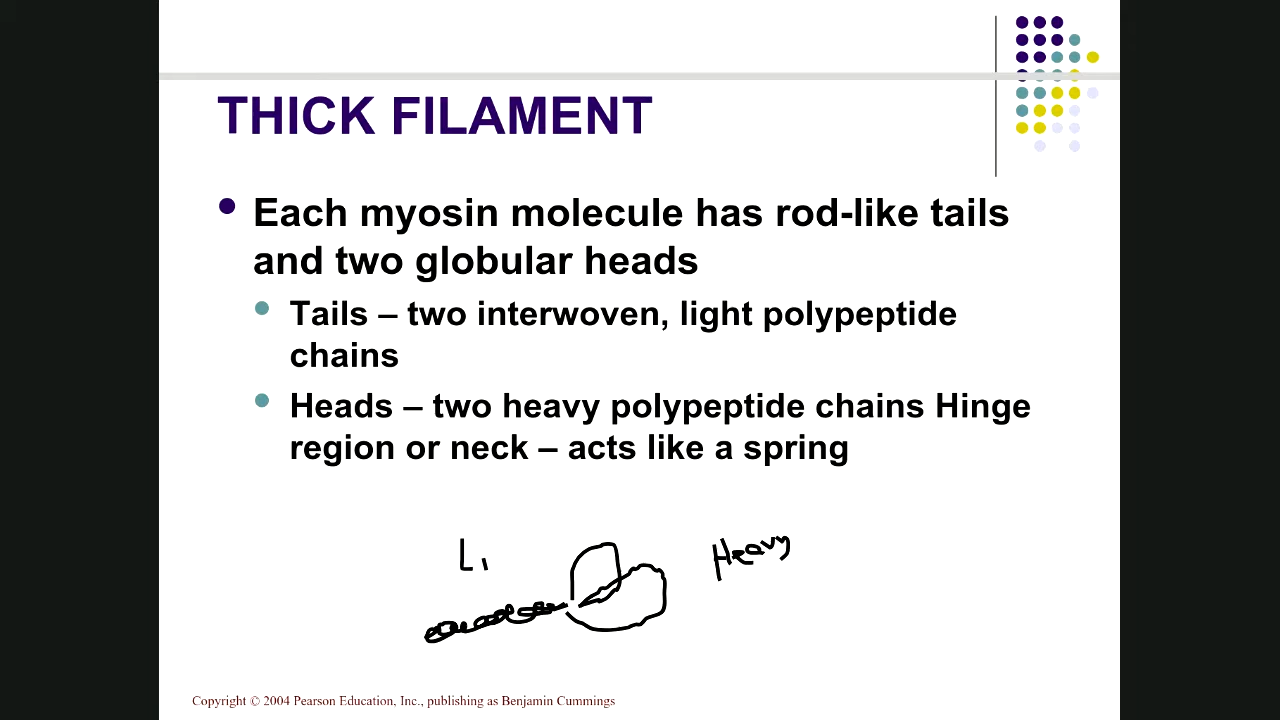 THICK FILAMENT
Each myosin molecule has rod-like tails
and two globular heads
Tails – two interwoven, light polypeptide
chains
Heads – two heavy polypeptide chains Hinge
region or neck – acts like a spring
Li
Heavy
Copyright © 2004 Pearson Education, Inc., publishing as Benjamin Cummings